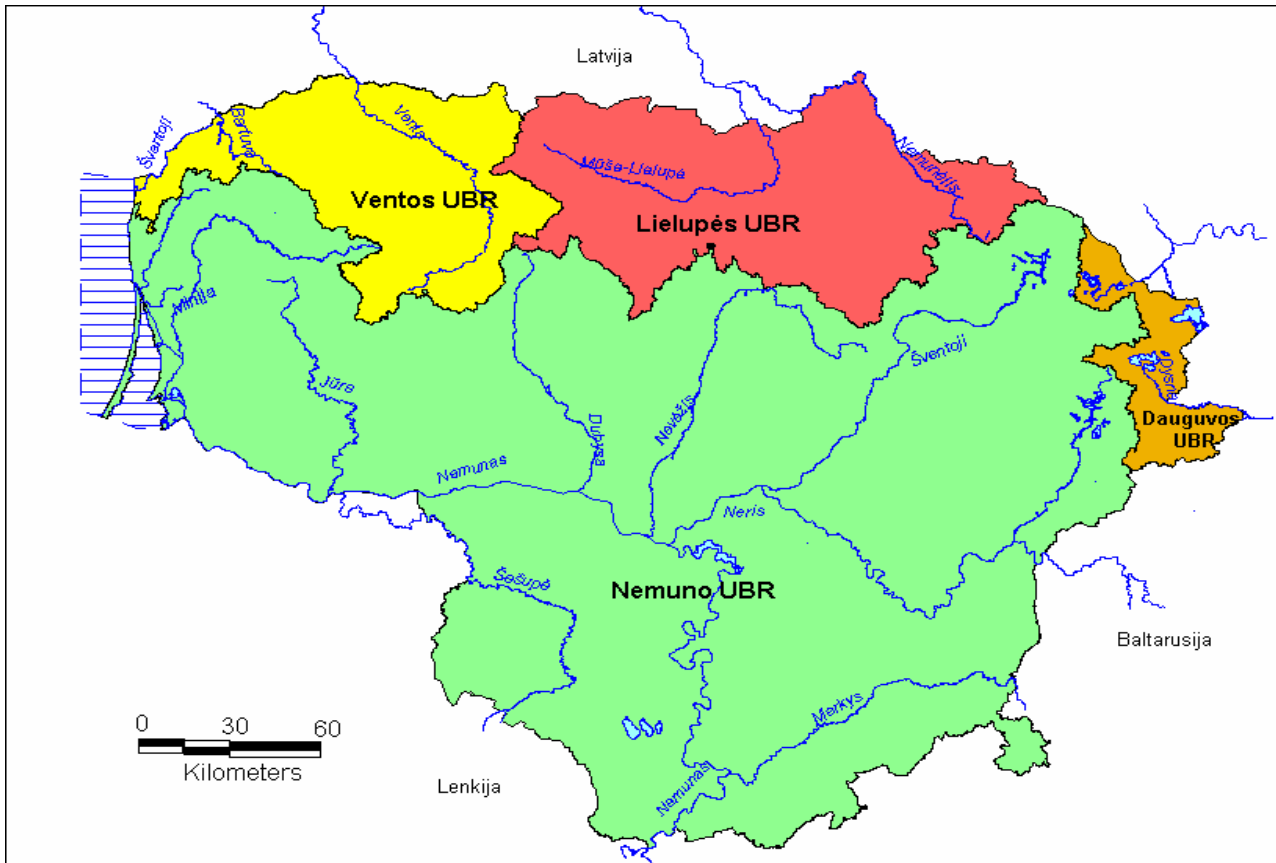 Latvija
Šventoji
Bartuva
Venta
Mūša-Lielupė
Nemunėlis
Ventos UBR
Lielupės UBR
Minija
Jūra
Dubysa
Nevėžis
Šventoji
Dysna
Dauguvos
UBR
Nemunas
Neris
Šešupė
Nemuno UBR
Baltarusija
Merkys
0 30 60
Kilometers
Lenkija
Nemunas